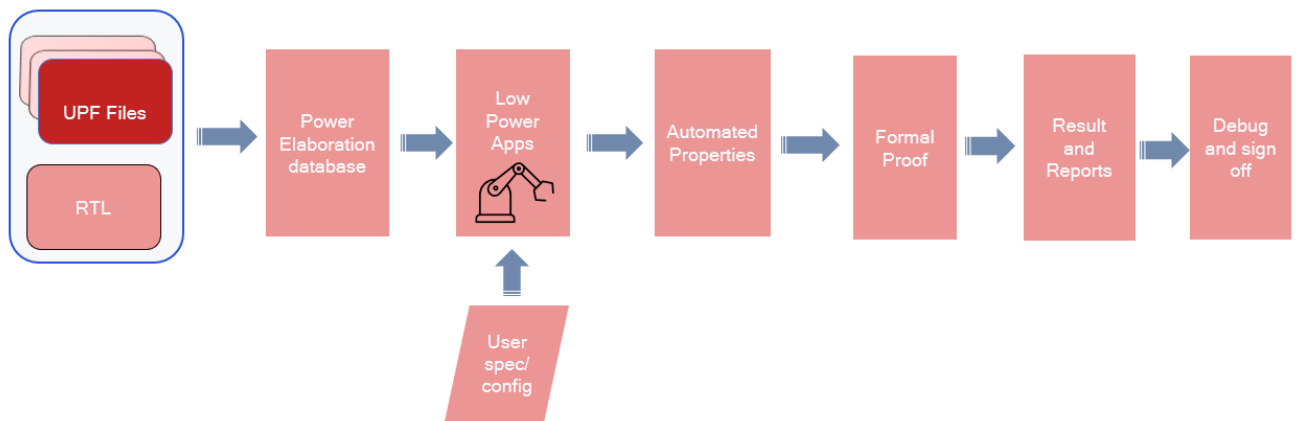 UPF Files
RTL
Power
Elaboration
database
Low
Power
Apps
User
spec/
config
Automated
Properties
Formal
Proof
Result
and
Reports
Debug
and sign
off